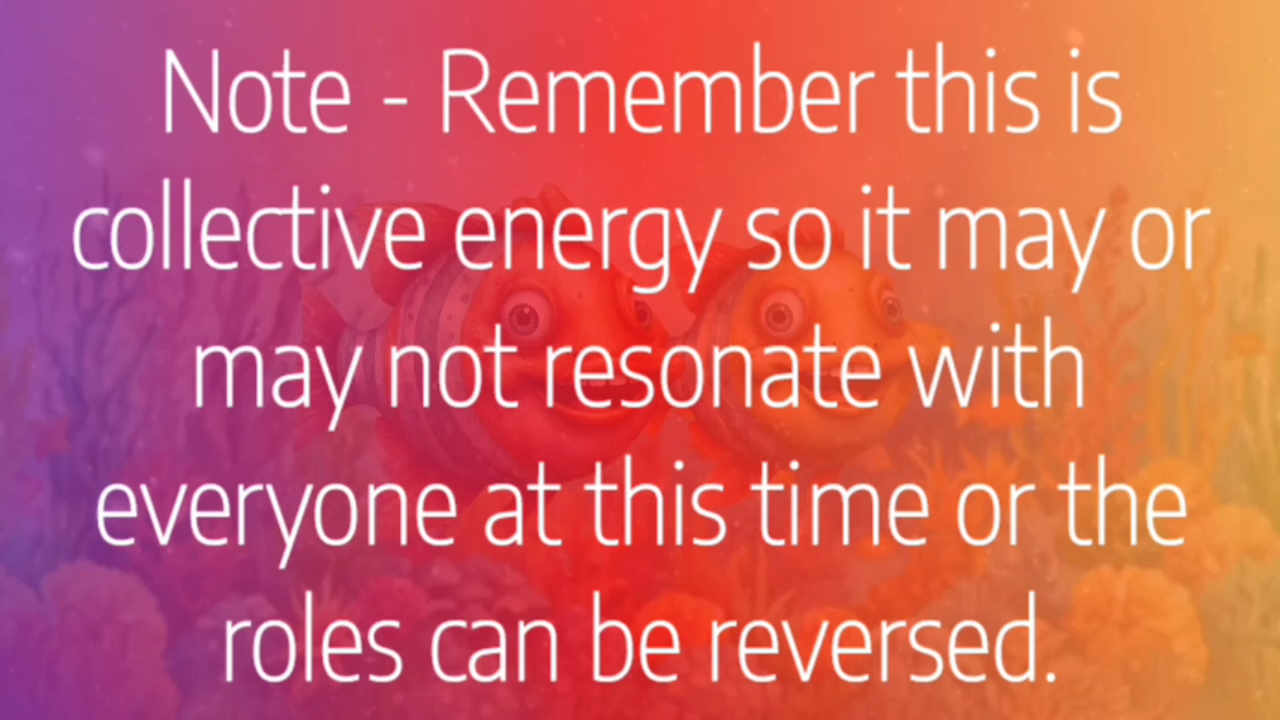 Note - Remember this is
collective energy so it may or
may not resonate with
everyone at this time or the
roles can be reversed.